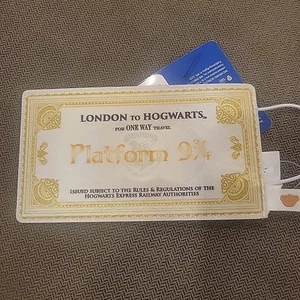 LONDON TO HOGWARTS™
FOR ONE WAY TRAVEL
Platform 9¾
ISSUED SUBJECT TO THE RULES & REGULATIONS OF THE
HOGWARTS EXPRESS RAILWAY AUTHORITIES